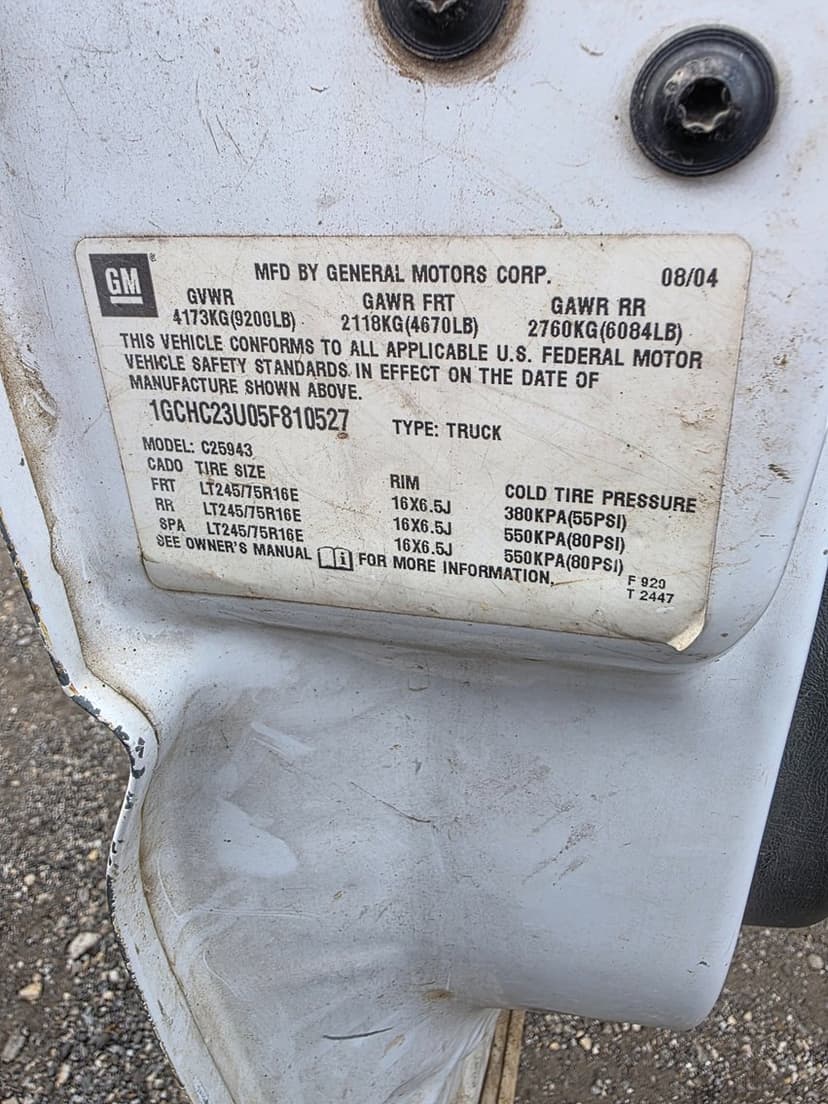 GM ®
MFD BY GENERAL MOTORS CORP. 08/04
GVWR GAWR FRT GAWR RR
4173KG(9200LB) 2118KG(4670LB) 2760KG(6084LB)
THIS VEHICLE CONFORMS TO ALL APPLICABLE U.S. FEDERAL MOTOR
VEHICLE SAFETY STANDARDS IN EFFECT ON THE DATE OF
MANUFACTURE SHOWN ABOVE.
1GCHC23U05F810527 TYPE: TRUCK
MODEL: C25943
CADO TIRE SIZE RIM COLD TIRE PRESSURE
FRT LT245/75R16E 16X6.5J 380KPA(55PSI)
RR LT245/75R16E 16X6.5J 550KPA(80PSI)
SPA LT245/75R16E 16X6.5J 550KPA(80PSI)
SEE OWNER'S MANUAL i FOR MORE INFORMATION.
F 920
T 2447